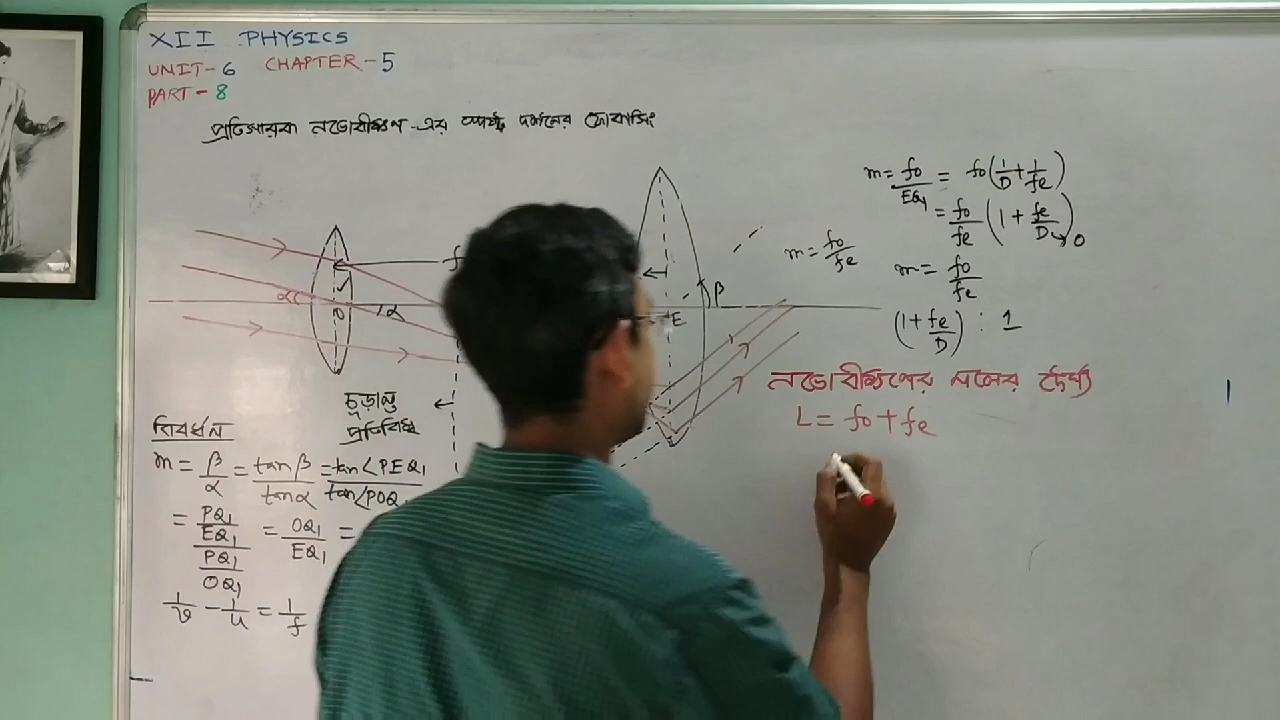 XII PHYSICS
UNIT-6 CHAPTER-5
PART-8
প্রতিসারক নভোবীক্ষণ-এর স্পষ্ট দর্শনের ফোকাসিং
α
O
α
f
E
β
চূড়ান্ত
প্রতিবিম্ব
বিবর্ধন
m = β/α = tanβ/tanα = tan∠PEQ₁/tan∠POQ₁
= (PQ₁/EQ₁)/(PQ₁/OQ₁) = OQ₁/EQ₁ =
1/v - 1/u = 1/f
m = fo/fe
m = fo/EQ₁ = fo(1/D + 1/fe)
= fo/fe (1 + fe/D) → 0
m = fo/fe
(1 + fe/D) : 1
নভোবীক্ষণের নলের দৈর্ঘ্য
L = fo + fe